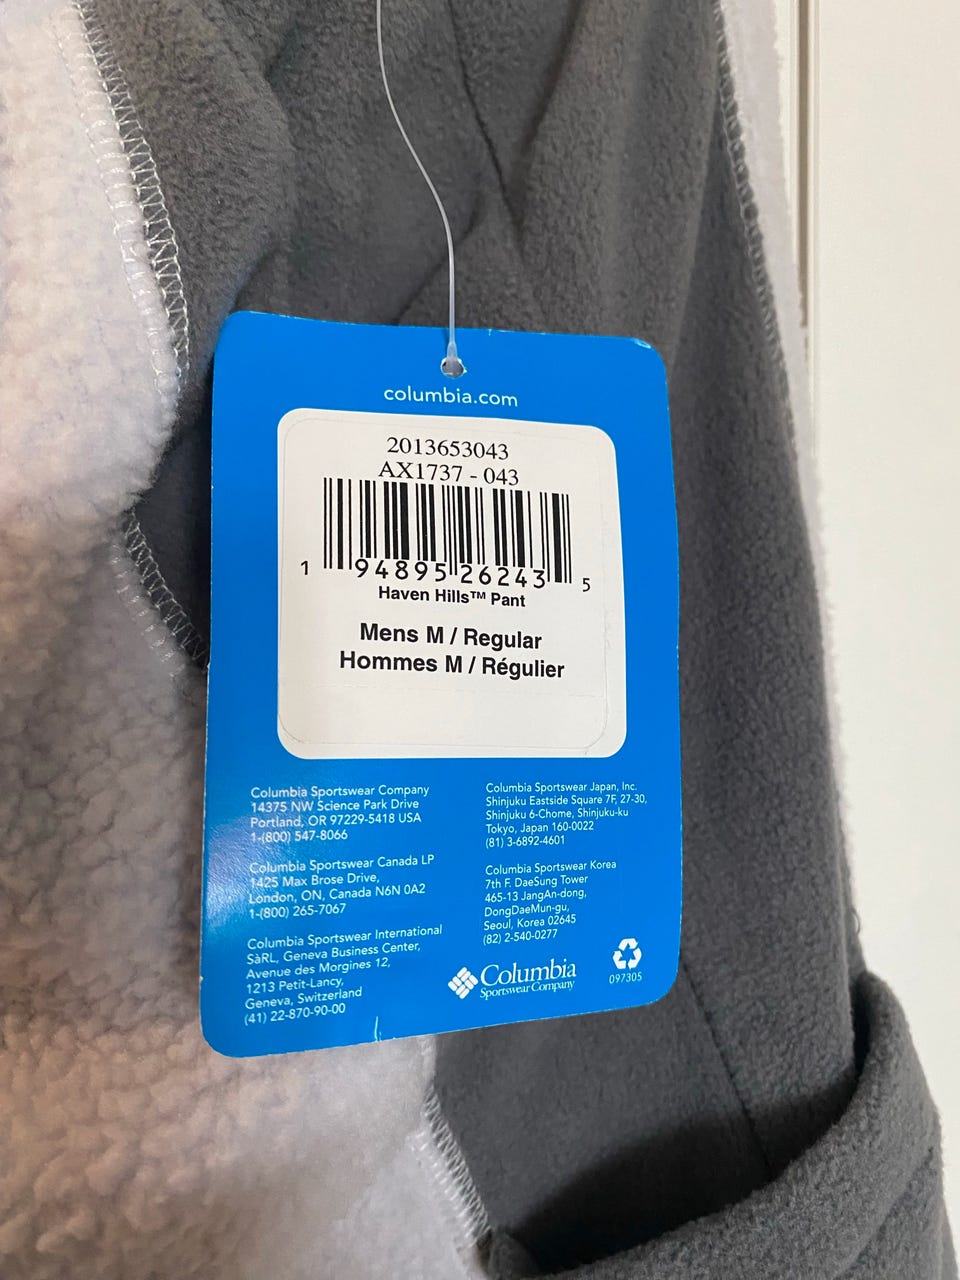 columbia.com
2013653043
AX1737 - 043
1 94895 26243 5
Haven Hills™ Pant
Mens M / Regular
Hommes M / Régulier
Columbia Sportswear Company
14375 NW Science Park Drive
Portland, OR 97229-5418 USA
1-(800) 547-8066
Columbia Sportswear Canada LP
1425 Max Brose Drive,
London, ON, Canada N6N 0A2
1-(800) 265-7067
Columbia Sportswear International
SàRL, Geneva Business Center,
Avenue des Morgines 12,
1213 Petit-Lancy,
Geneva, Switzerland
(41) 22-870-90-00
Columbia Sportswear Japan, Inc.
Shinjuku Eastside Square 7F, 27-30,
Shinjuku 6-Chome, Shinjuku-ku
Tokyo, Japan 160-0022
(81) 3-6892-4601
Columbia Sportswear Korea
7th F. DaeSung Tower
465-13 JangAn-dong,
DongDaeMun-gu,
Seoul, Korea 02645
(82) 2-540-0277
Columbia
Sportswear Company
097305